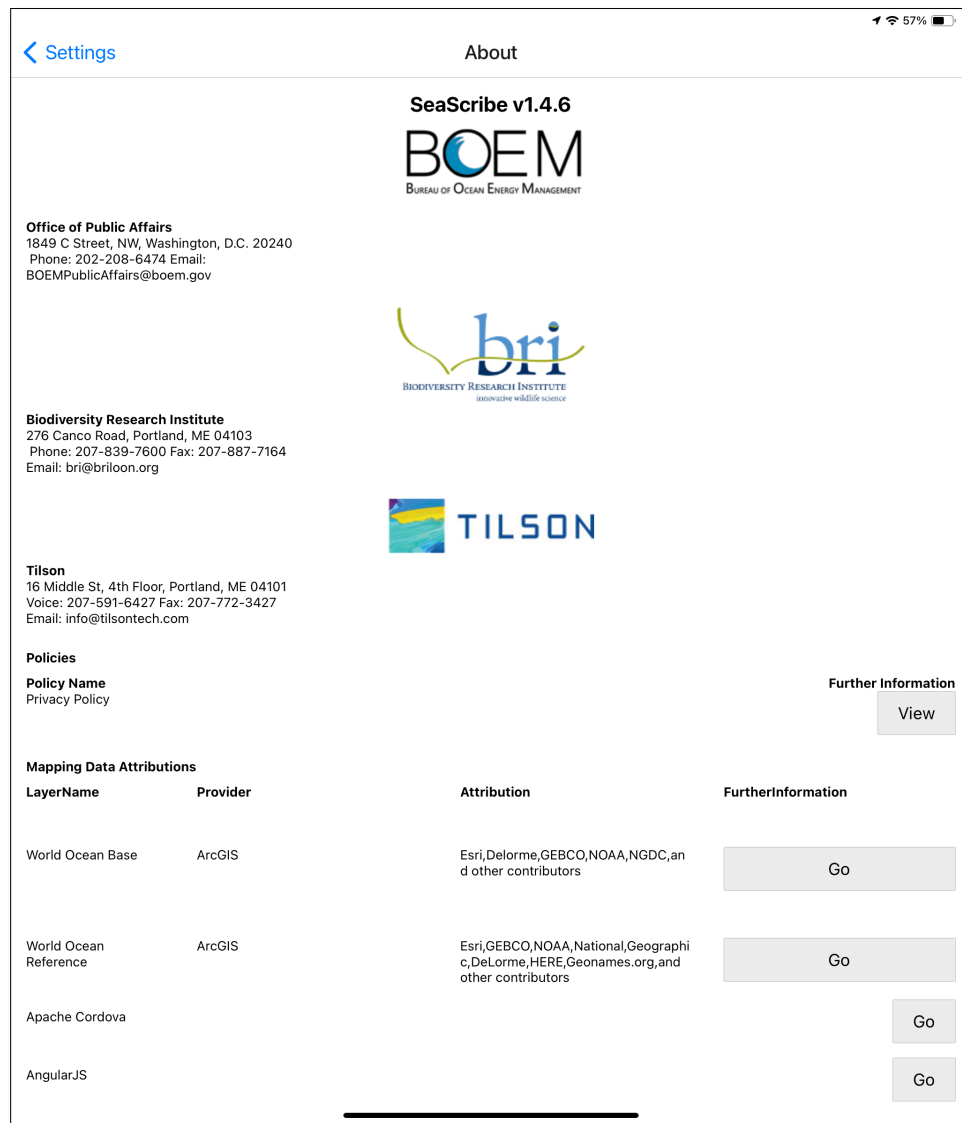 57%
Settings
About
SeaScribe v1.4.6
BOEM
BUREAU OF OCEAN ENERGY MANAGEMENT
Office of Public Affairs
1849 C Street, NW, Washington, D.C. 20240
Phone: 202-208-6474 Email:
BOEMPublicAffairs@boem.gov
bri
BIODIVERSITY RESEARCH INSTITUTE
innovative wildlife science
Biodiversity Research Institute
276 Canco Road, Portland, ME 04103
Phone: 207-839-7600 Fax: 207-887-7164
Email: bri@briloon.org
TILSON
Tilson
16 Middle St, 4th Floor, Portland, ME 04101
Voice: 207-591-6427 Fax: 207-772-3427
Email: info@tilsontech.com
Policies
Policy Name Further Information
Privacy Policy
View
Mapping Data Attributions
LayerName Provider Attribution FurtherInformation
World Ocean Base ArcGIS Esri,Delorme,GEBCO,NOAA,NGDC,an
d other contributors
Go
World Ocean ArcGIS Esri,GEBCO,NOAA,National,Geographi
Reference c,DeLorme,HERE,Geonames.org,and
other contributors
Go
Apache Cordova
Go
AngularJS
Go